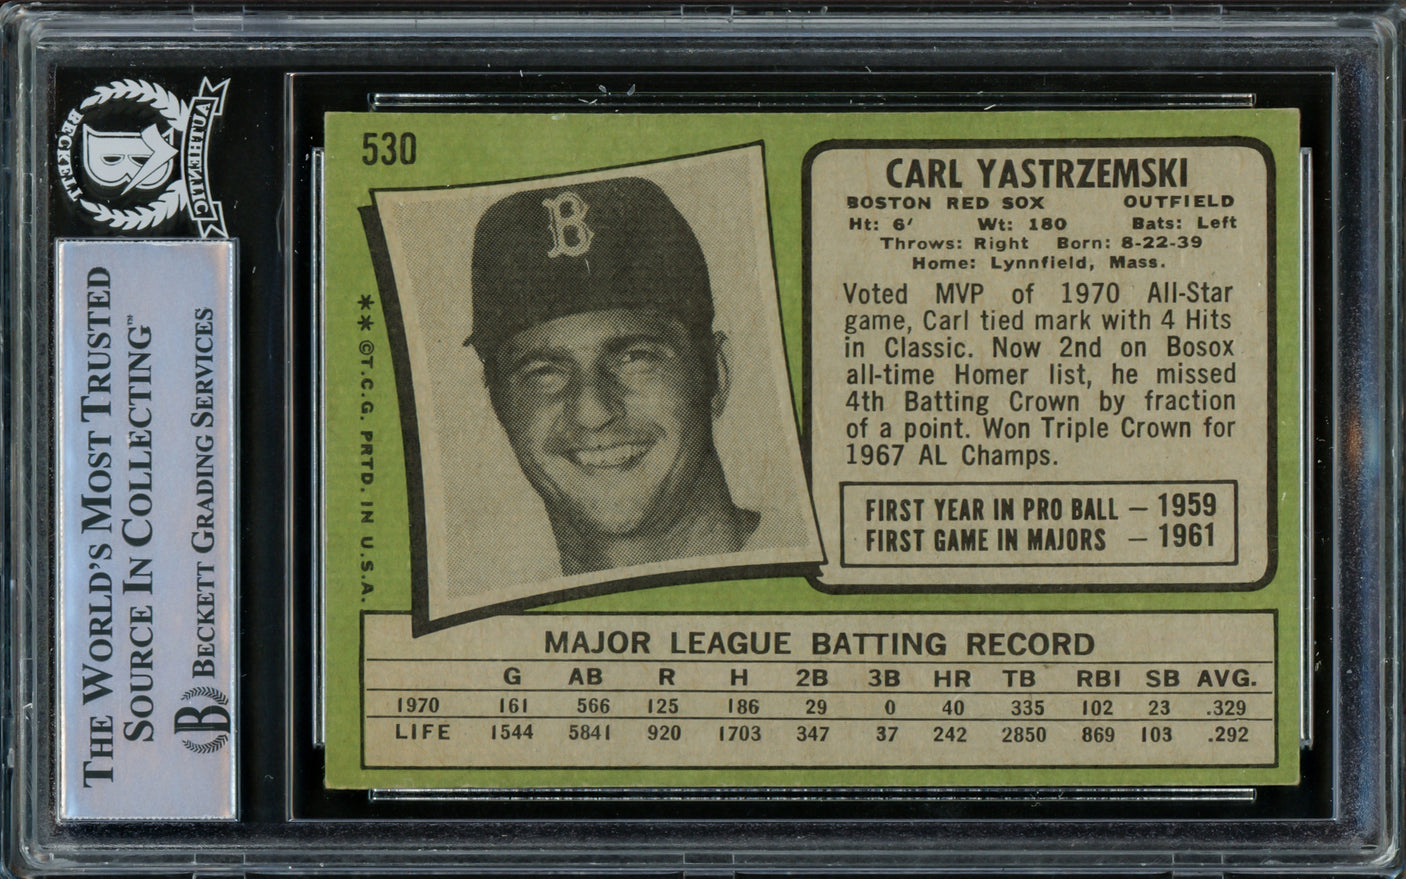 BECKETT
AUTHENTIC
THE WORLD'S MOST TRUSTED
SOURCE IN COLLECTING™
BECKETT GRADING SERVICES
530
B
** ©T.C.G. PRTD. IN U.S.A.
CARL YASTRZEMSKI
BOSTON RED SOX OUTFIELD
Ht: 6' Wt: 180 Bats: Left
Throws: Right Born: 8-22-39
Home: Lynnfield, Mass.
Voted MVP of 1970 All-Star
game, Carl tied mark with 4 Hits
in Classic. Now 2nd on Bosox
all-time Homer list, he missed
4th Batting Crown by fraction
of a point. Won Triple Crown for
1967 AL Champs.
FIRST YEAR IN PRO BALL — 1959
FIRST GAME IN MAJORS — 1961
MAJOR LEAGUE BATTING RECORD
G AB R H 2B 3B HR TB RBI SB AVG.
1970 161 566 125 186 29 0 40 335 102 23 .329
LIFE 1544 5841 920 1703 347 37 242 2850 869 103 .292